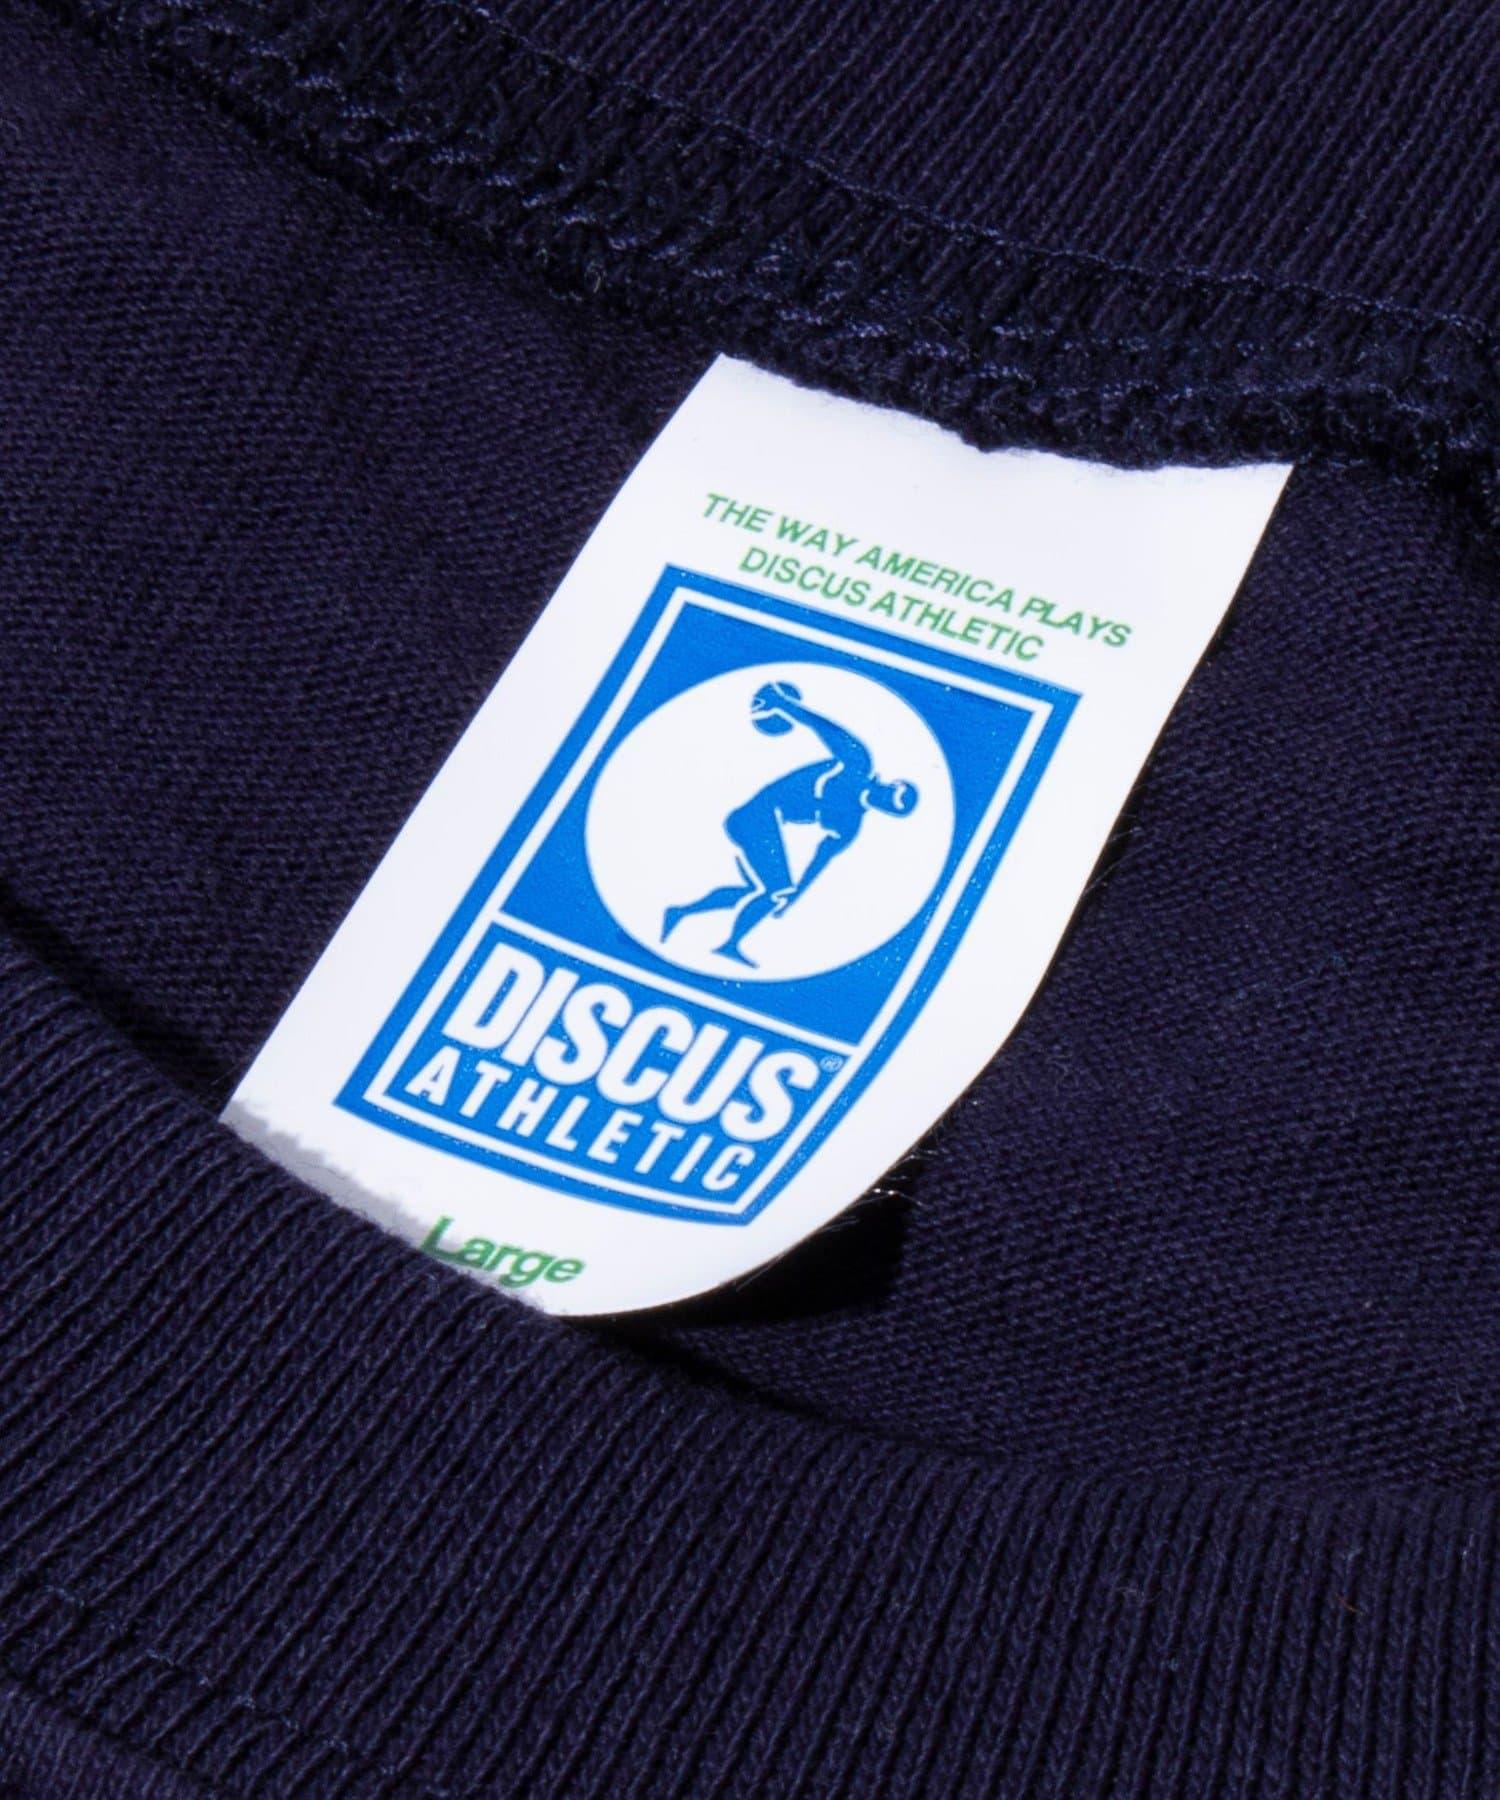 THE WAY AMERICA PLAYS
DISCUS ATHLETIC
DISCUS®
ATHLETIC
Large